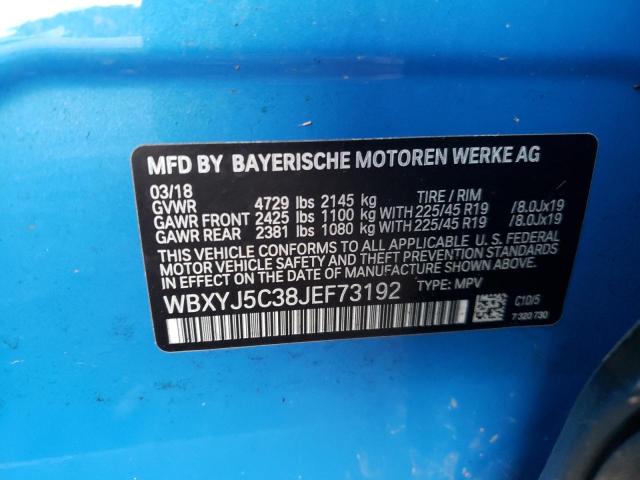 MFD BY BAYERISCHE MOTOREN WERKE AG
03/18 TIRE / RIM
GVWR 4729 lbs 2145 kg
GAWR FRONT 2425 lbs 1100 kg WITH 225/45 R19 /8.0Jx19
GAWR REAR 2381 lbs 1080 kg WITH 225/45 R19 /8.0Jx19
THIS VEHICLE CONFORMS TO ALL APPLICABLE U. S. FEDERAL
MOTOR VEHICLE SAFETY AND THEFT PREVENTION STANDARDS
IN EFFECT ON THE DATE OF MANUFACTURE SHOWN ABOVE.
WBXYJ5C38JEF73192 TYPE: MPV
C10/5
7 320 730